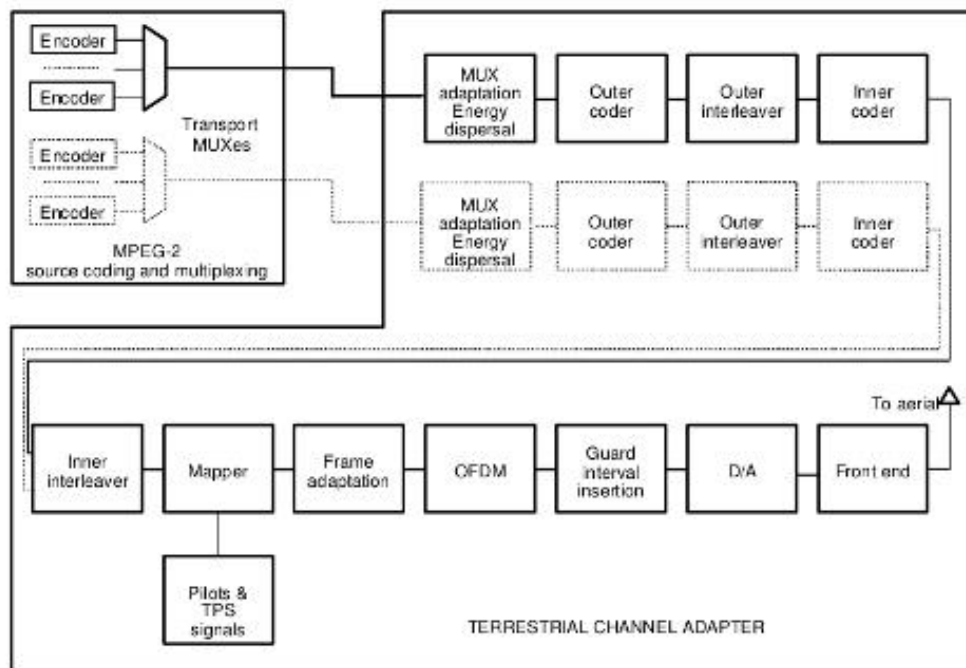 Encoder
Encoder
Transport
MUXes
Encoder
Encoder
MPEG-2
source coding and multiplexing
MUX
adaptation
Energy
dispersal
Outer
coder
Outer
interleaver
Inner
coder
MUX
adaptation
Energy
dispersal
Outer
coder
Outer
interleaver
Inner
coder
To aerial
Inner
interleaver
Mapper
Frame
adaptation
OFDM
Guard
interval
insertion
D/A
Front end
Pilots &
TPS
signals
TERRESTRIAL CHANNEL ADAPTER